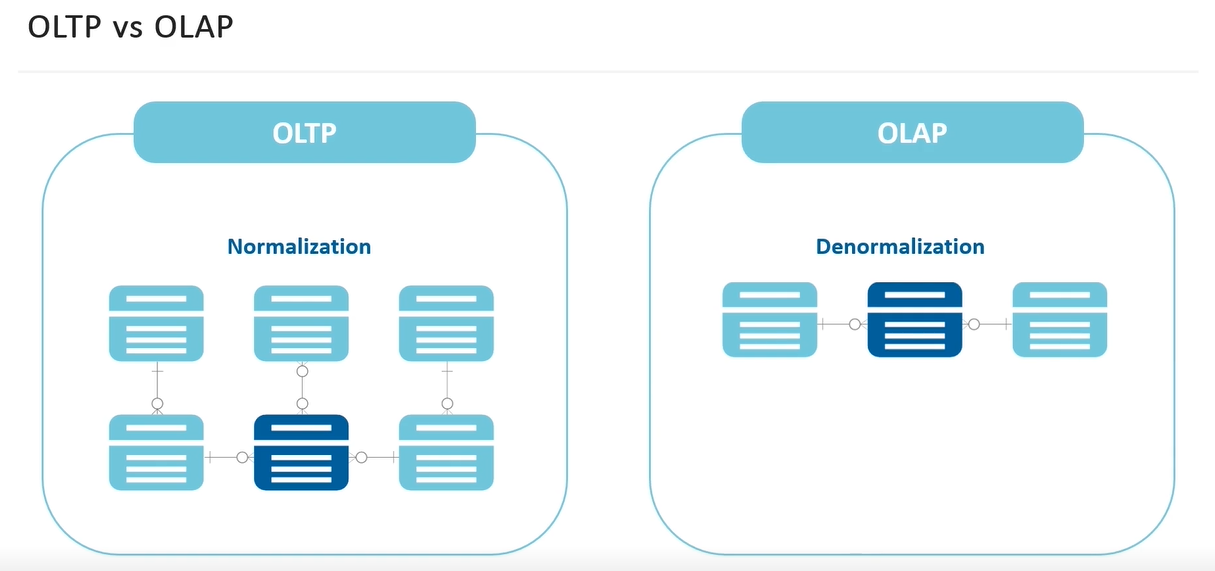 OLTP vs OLAP
OLTP
OLAP
Normalization
Denormalization